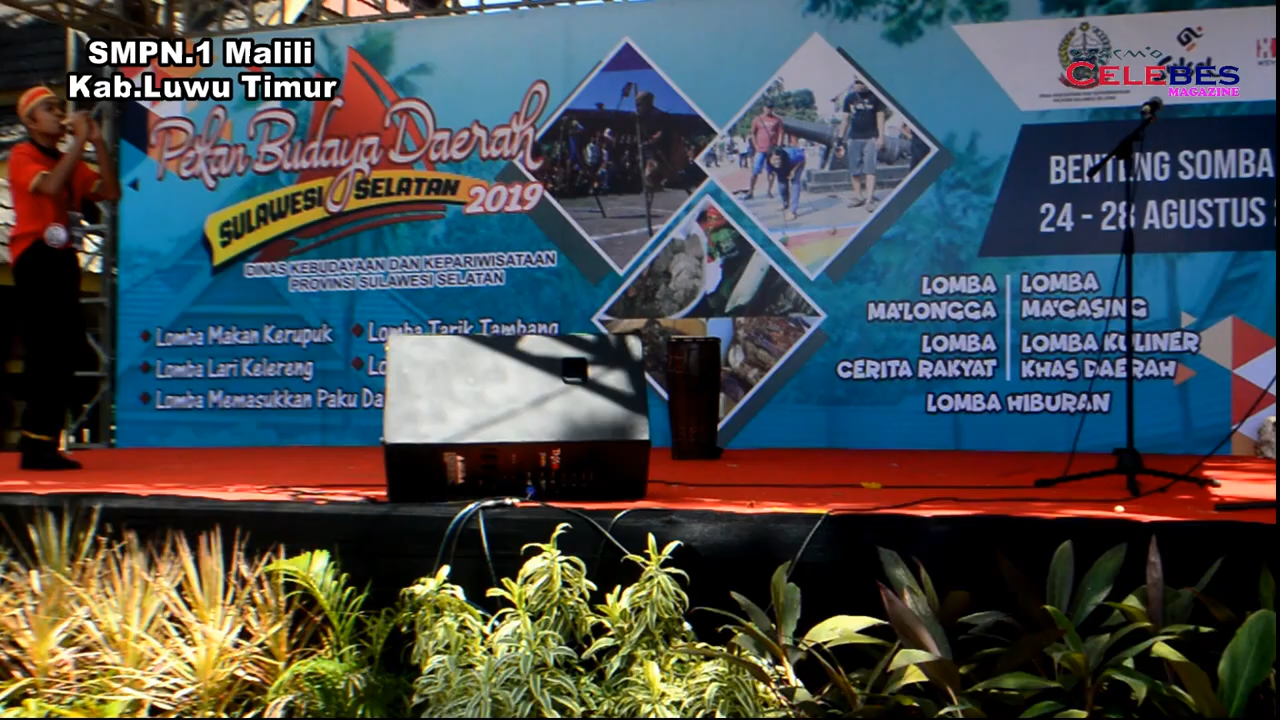 SMPN.1 Malili
Kab.Luwu Timur
CELEBES
MAGAZINE
Pekan Budaya Daerah
SULAWESI SELATAN 2019
DINAS KEBUDAYAAN DAN KEPARIWISATAAN
PROVINSI SULAWESI SELATAN
Lomba Makan Kerupuk
Lomba Tarik Tambang
Lomba Lari Kelereng
Lomba Memasukkan Paku
BENTENG SOMBA
24 - 28 AGUSTUS
LOMBA
MA'LONGGA
LOMBA
MA'GASING
LOMBA
CERITA RAKYAT
LOMBA KULINER
KHAS DAERAH
LOMBA HIBURAN